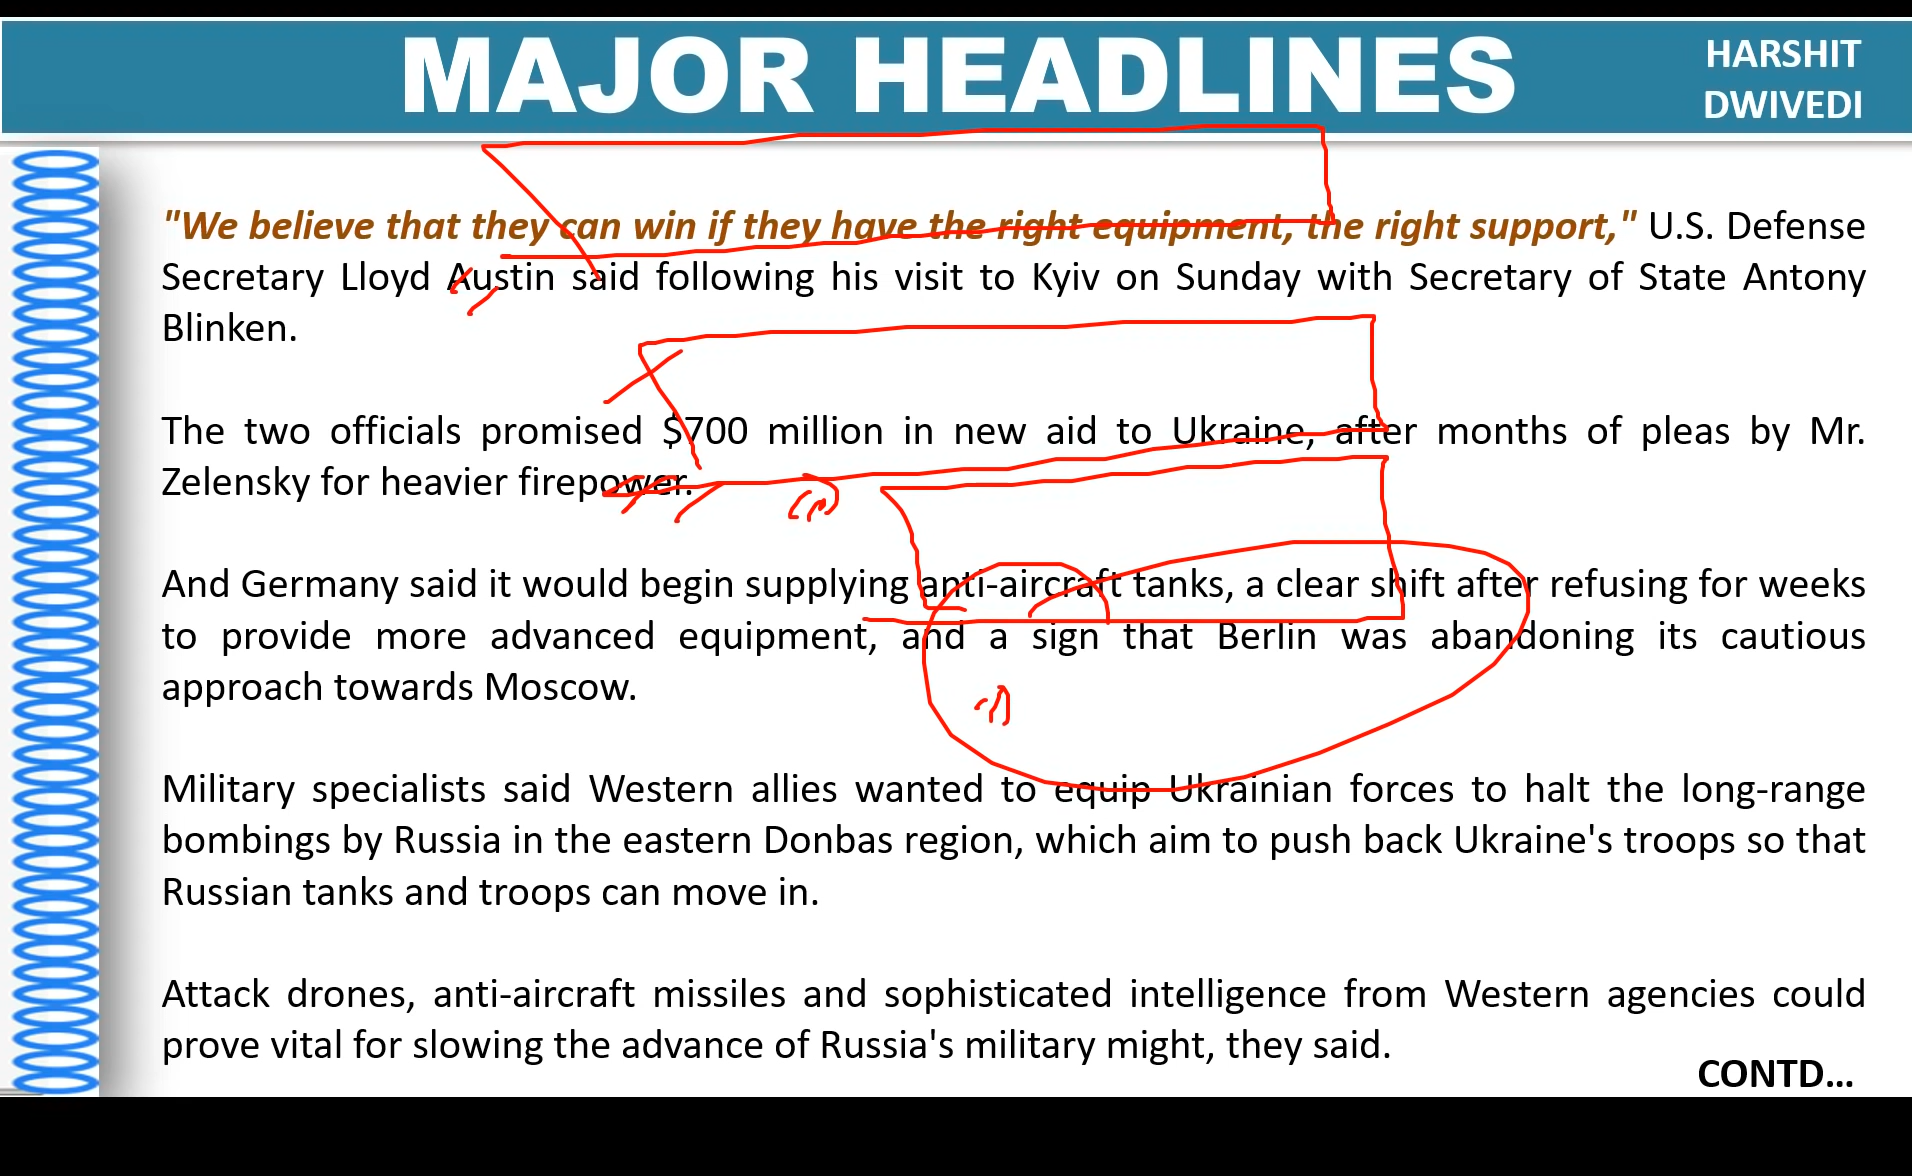 MAJOR HEADLINES
HARSHIT
DWIVEDI
"We believe that they can win if they have the right equipment, the right support," U.S. Defense
Secretary Lloyd Austin said following his visit to Kyiv on Sunday with Secretary of State Antony
Blinken.
The two officials promised $700 million in new aid to Ukraine, after months of pleas by Mr.
Zelensky for heavier firepower.
And Germany said it would begin supplying anti-aircraft tanks, a clear shift after refusing for weeks
to provide more advanced equipment, and a sign that Berlin was abandoning its cautious
approach towards Moscow.
Military specialists said Western allies wanted to equip Ukrainian forces to halt the long-range
bombings by Russia in the eastern Donbas region, which aim to push back Ukraine's troops so that
Russian tanks and troops can move in.
Attack drones, anti-aircraft missiles and sophisticated intelligence from Western agencies could
prove vital for slowing the advance of Russia's military might, they said.
CONTD...